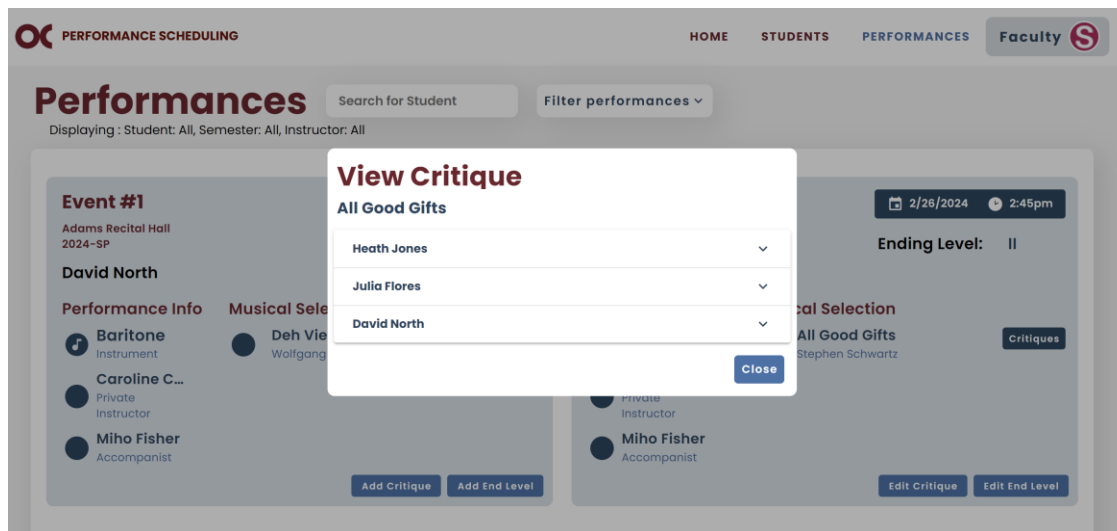 OC PERFORMANCE SCHEDULING
HOME STUDENTS PERFORMANCES Faculty S
Performances
Search for Student
Filter performances
Displaying : Student: All, Semester: All, Instructor: All
View Critique
All Good Gifts
Heath Jones
Julia Flores
David North
Close
Event #1
Adams Recital Hall
2024-SP
David North
Performance Info
Baritone
Instrument
Caroline C...
Private
Instructor
Miho Fisher
Accompanist
Musical Sele
Deh Vie
Wolfgang
Add Critique Add End Level
2/26/2024 2:45pm
Ending Level: II
cal Selection
All Good Gifts
Stephen Schwartz
Critiques
Private
Instructor
Miho Fisher
Accompanist
Edit Critique Edit End Level